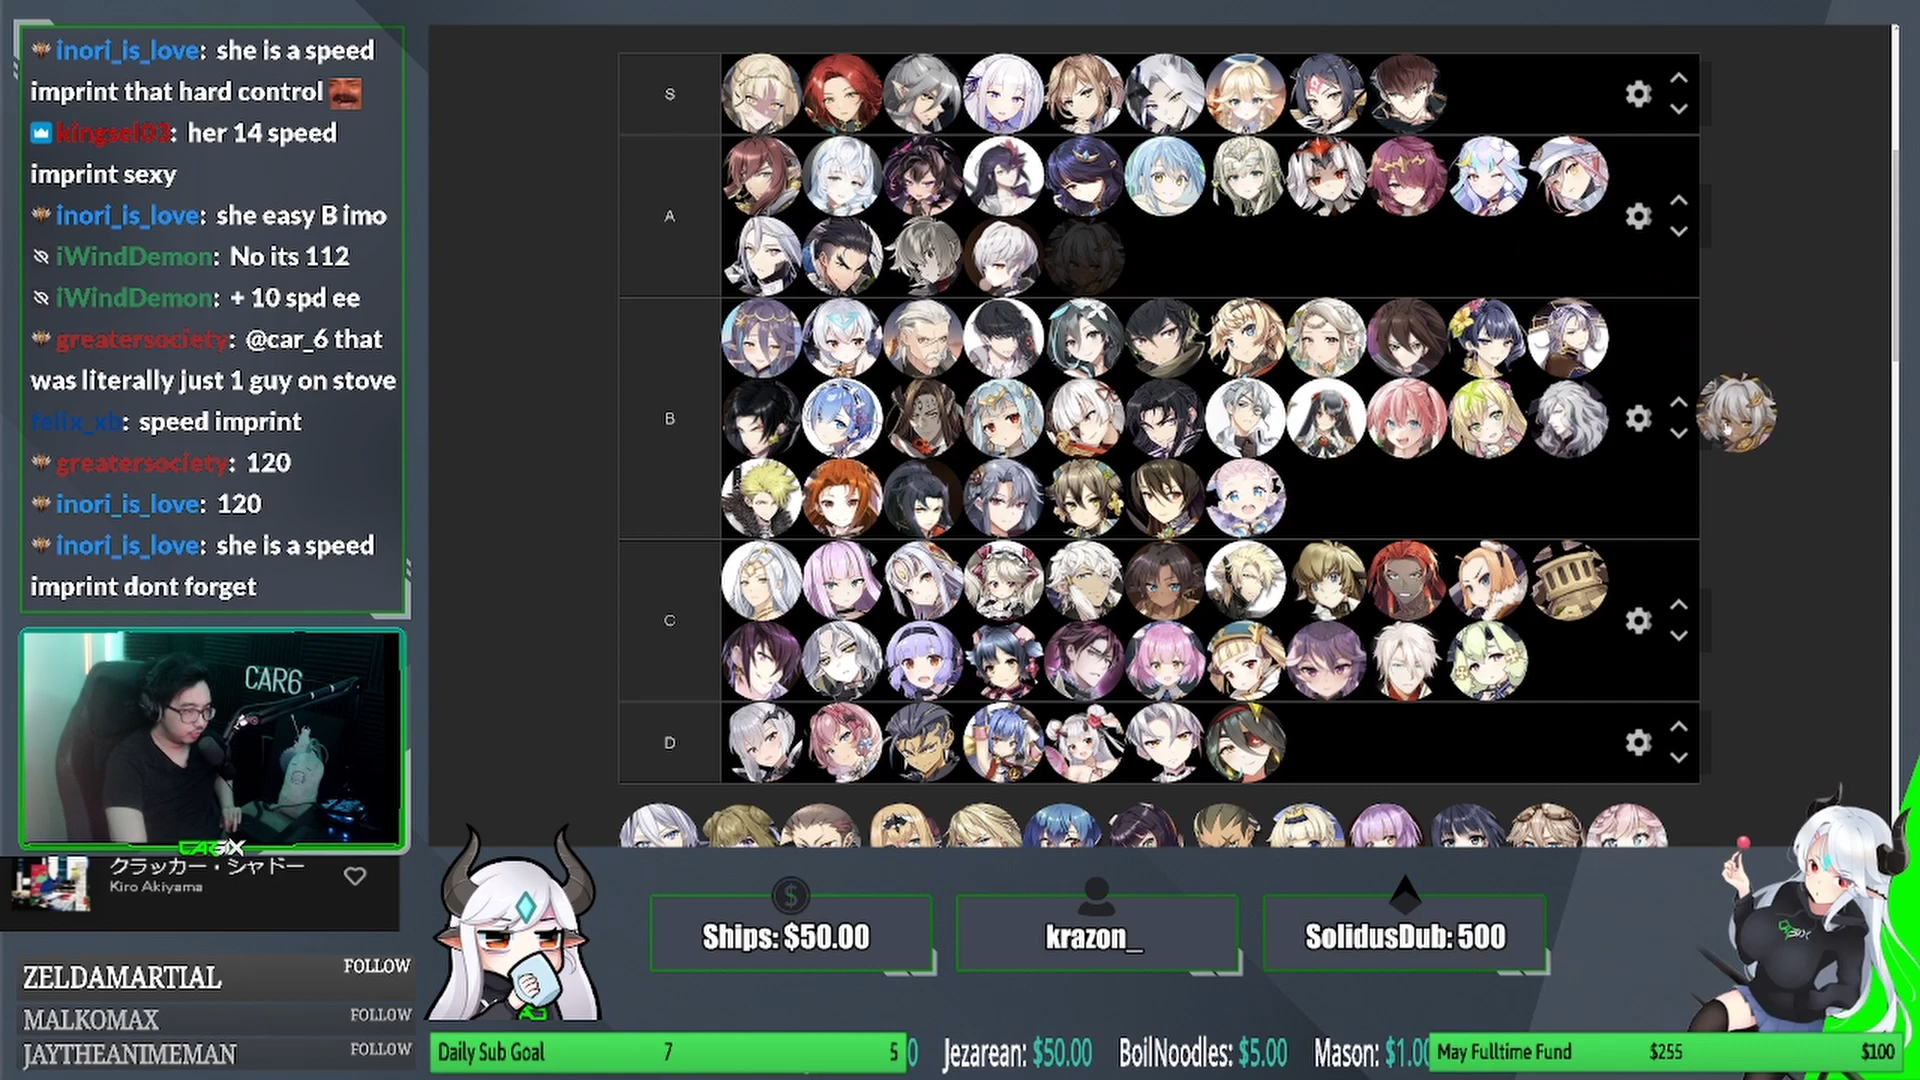 inori_is_love: she is a speed
imprint that hard control
kingsel03: her 14 speed
imprint sexy
inori_is_love: she easy B imo
iWindDemon: No its 112
iWindDemon: + 10 spd ee
greatersociety: @car_6 that
was literally just 1 guy on stove
felix_xb: speed imprint
greatersociety: 120
inori_is_love: 120
inori_is_love: she is a speed
imprint dont forget
CAR6
CARSIX
クラッカー・シャドー
Kiro Akiyama
ZELDAMARTIAL FOLLOW
MALKOMAX FOLLOW
JAYTHEANIMEMAN FOLLOW
S
A
B
C
D
$
Ships: $50.00
krazon_
SolidusDub: 500
Daily Sub Goal 7 5
0 Jezarean: $50.00 BoilNoodles: $5.00 Mason: $1.00
May Fulltime Fund $255 $100